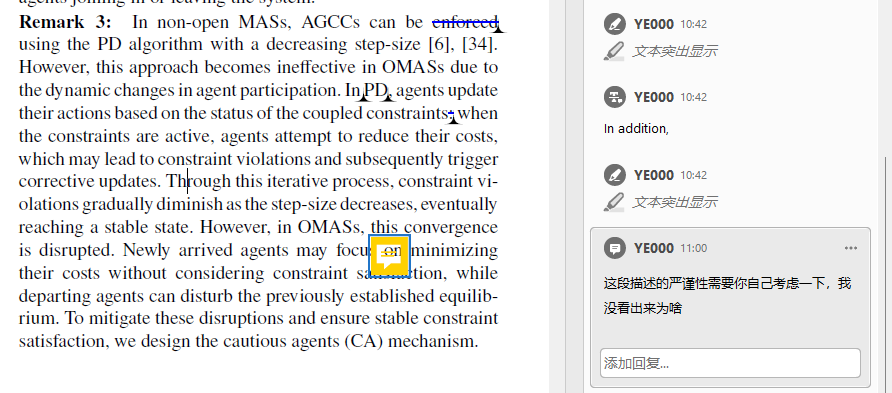 agents joining in or leaving the system.
Remark 3: In non-open MASs, AGCCs can be enforced
using the PD algorithm with a decreasing step-size [6], [34].
However, this approach becomes ineffective in OMASs due to
the dynamic changes in agent participation. In PD, agents update
their actions based on the status of the coupled constraints: when
the constraints are active, agents attempt to reduce their costs,
which may lead to constraint violations and subsequently trigger
corrective updates. Through this iterative process, constraint vi-
olations gradually diminish as the step-size decreases, eventually
reaching a stable state. However, in OMASs, this convergence
is disrupted. Newly arrived agents may focus on minimizing
their costs without considering constraint satisfaction, while
departing agents can disturb the previously established equilib-
rium. To mitigate these disruptions and ensure stable constraint
satisfaction, we design the cautious agents (CA) mechanism.
YE000 10:42
文本突出显示
YE000 10:42
In addition,
YE000 10:42
文本突出显示
YE000 11:00
这段描述的严谨性需要你自己考虑一下，我
没看出来为啥
添加回复...